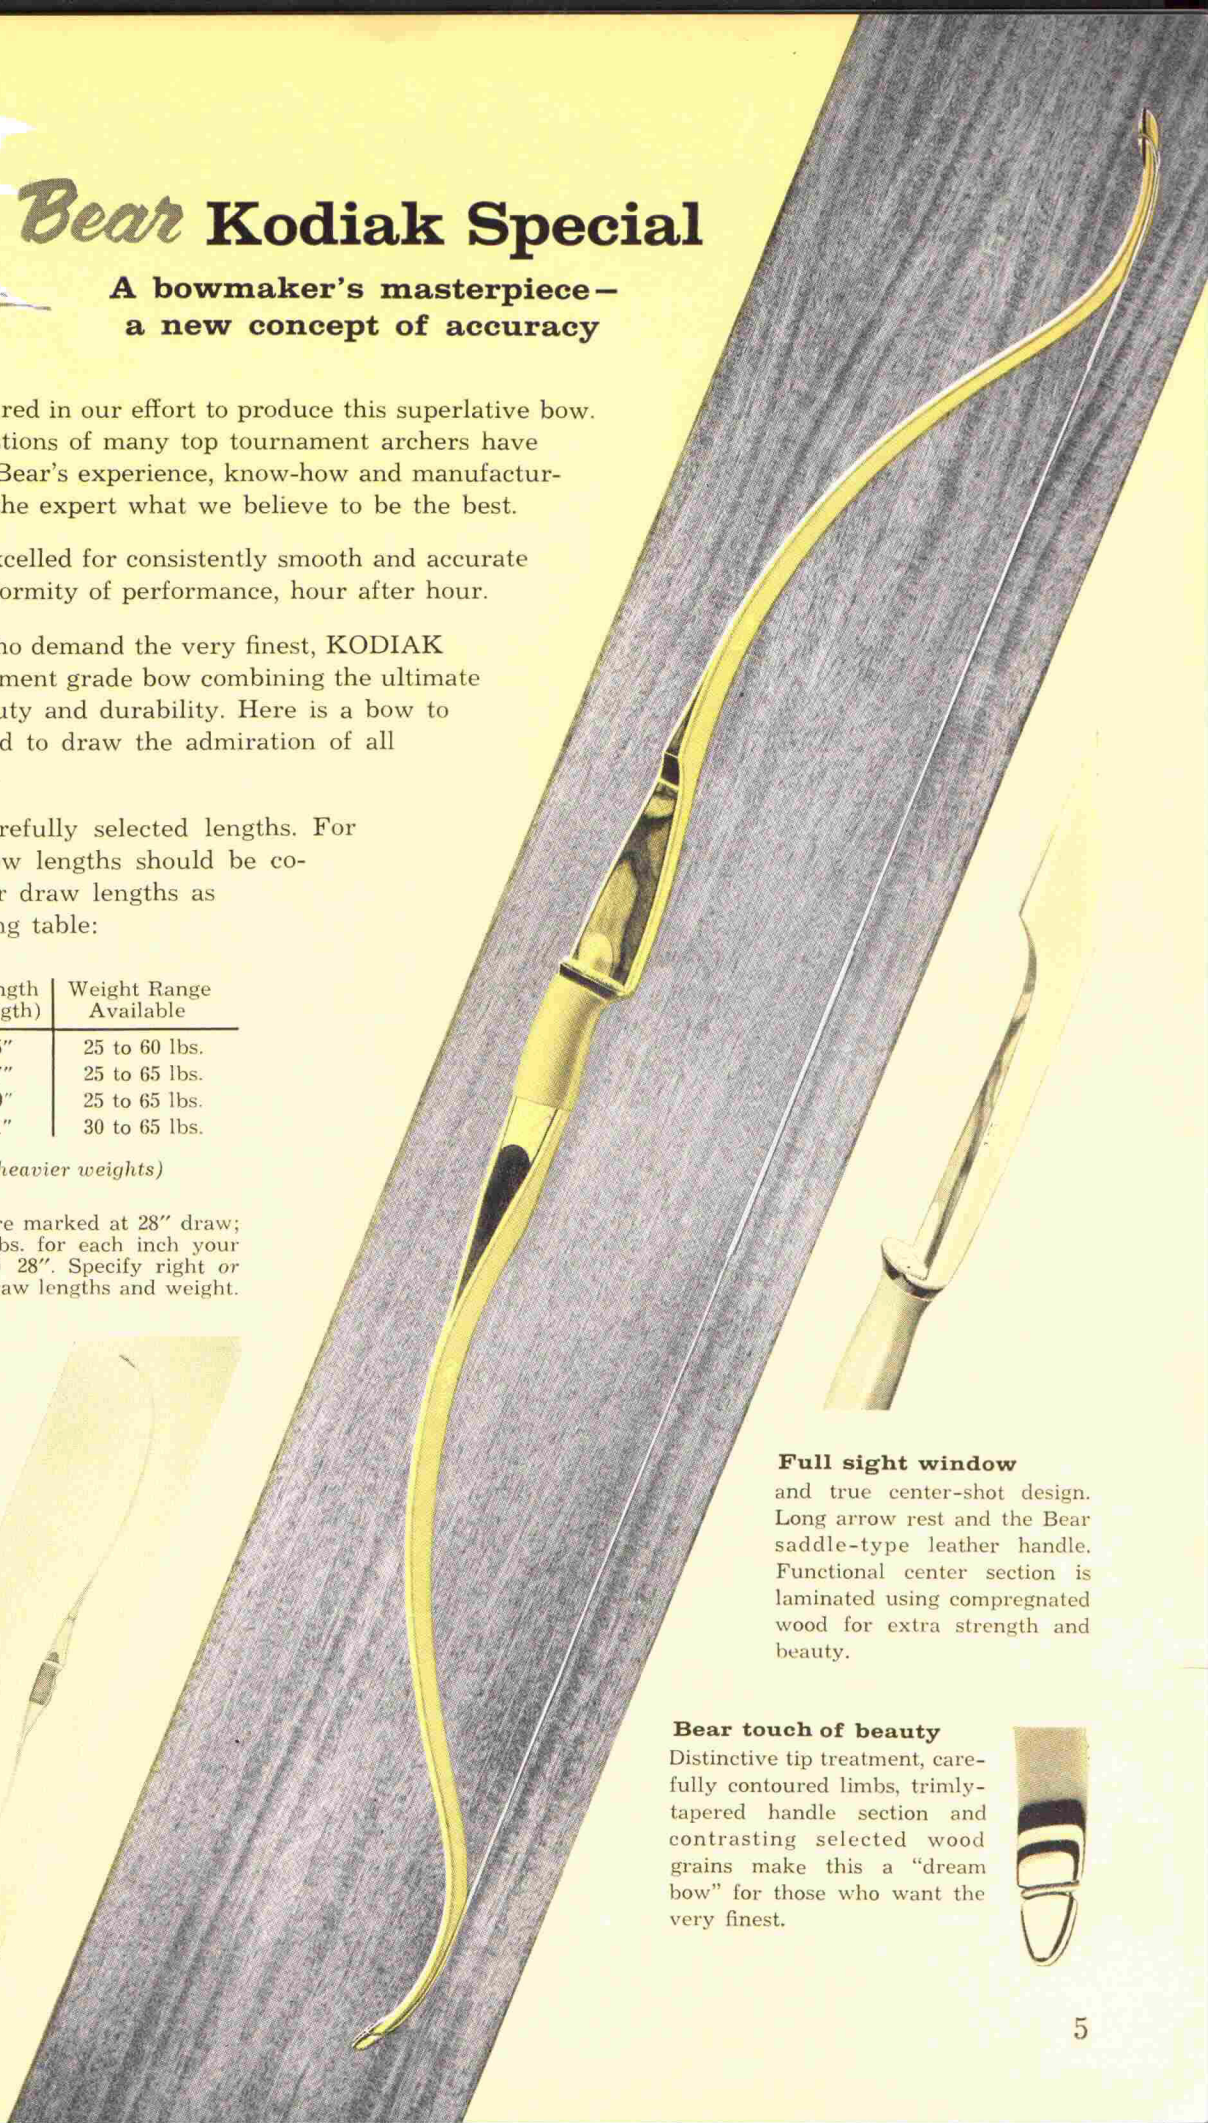 Bear Kodiak Special
A bowmaker's masterpiece—
a new concept of accuracy
red in our effort to produce this superlative bow.
tions of many top tournament archers have
Bear's experience, know-how and manufactur-
he expert what we believe to be the best.
celled for consistently smooth and accurate
ormity of performance, hour after hour.
no demand the very finest, KODIAK
ment grade bow combining the ultimate
uty and durability. Here is a bow to
d to draw the admiration of all
refully selected lengths. For
w lengths should be co-
r draw lengths as
ng table:
ngth Weight Range
gth) Available
" 25 to 60 lbs.
" 25 to 65 lbs.
" 25 to 65 lbs.
" 30 to 65 lbs.
heavier weights)
re marked at 28" draw;
bs. for each inch your
28". Specify right or
aw lengths and weight.
Full sight window
and true center-shot design.
Long arrow rest and the Bear
saddle-type leather handle.
Functional center section is
laminated using compregnated
wood for extra strength and
beauty.
Bear touch of beauty
Distinctive tip treatment, care-
fully contoured limbs, trimly-
tapered handle section and
contrasting selected wood
grains make this a "dream
bow" for those who want the
very finest.
5